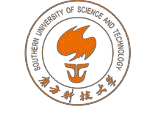 SOUTHERN UNIVERSITY OF SCIENCE AND TECHNOLOGY
南方科技大学